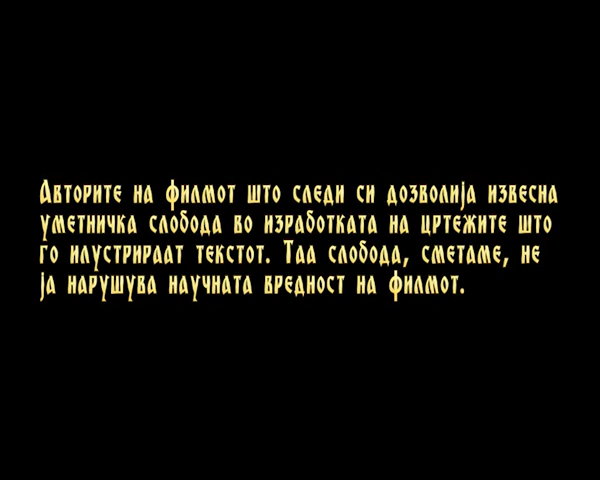 Авторите на филмот што следи си дозволија извесна
уметничка слобода во изработката на цртежите што
го илустрираат текстот. Таа слобода, сметаме, не
ја нарушува научната вредност на филмот.